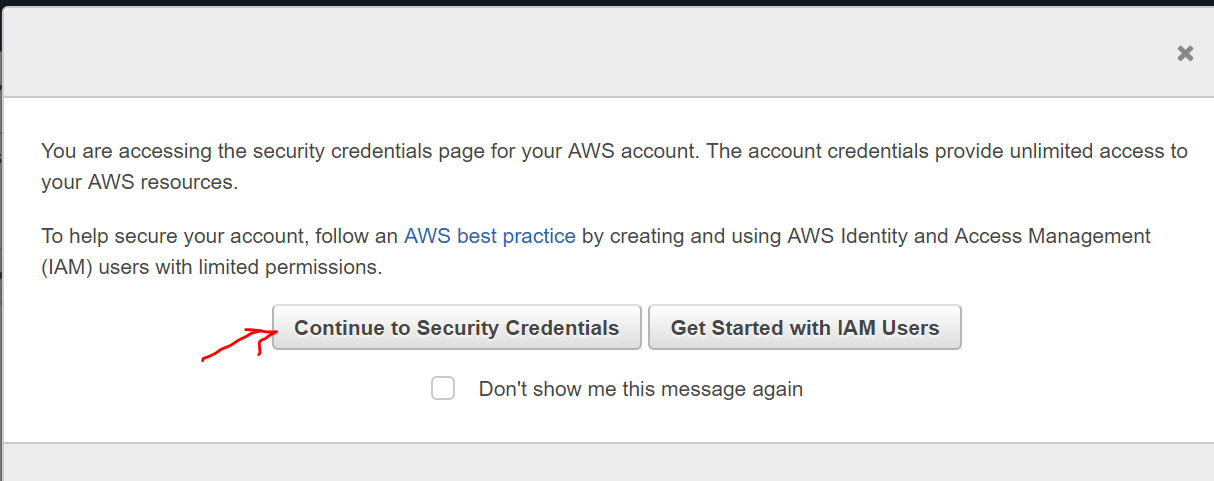 You are accessing the security credentials page for your AWS account. The account credentials provide unlimited access to
your AWS resources.
To help secure your account, follow an AWS best practice by creating and using AWS Identity and Access Management
(IAM) users with limited permissions.
Continue to Security Credentials
Get Started with IAM Users
Don't show me this message again